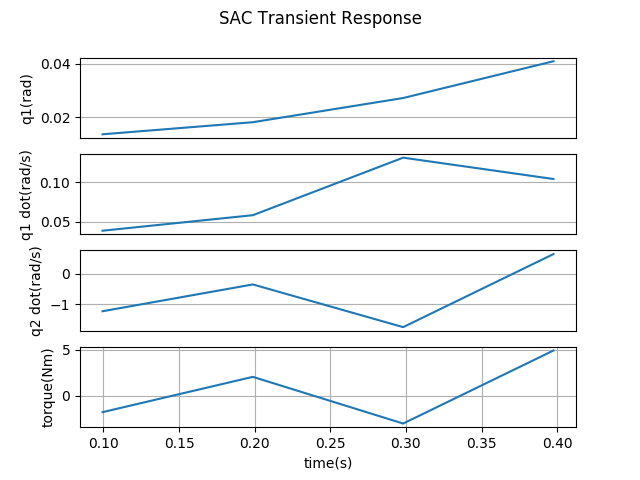 SAC Transient Response
0.04
0.02
q1(rad)
0.10
0.05
q1 dot(rad/s)
0
−1
q2 dot(rad/s)
5
0
torque(Nm)
0.10 0.15 0.20 0.25 0.30 0.35 0.40
time(s)